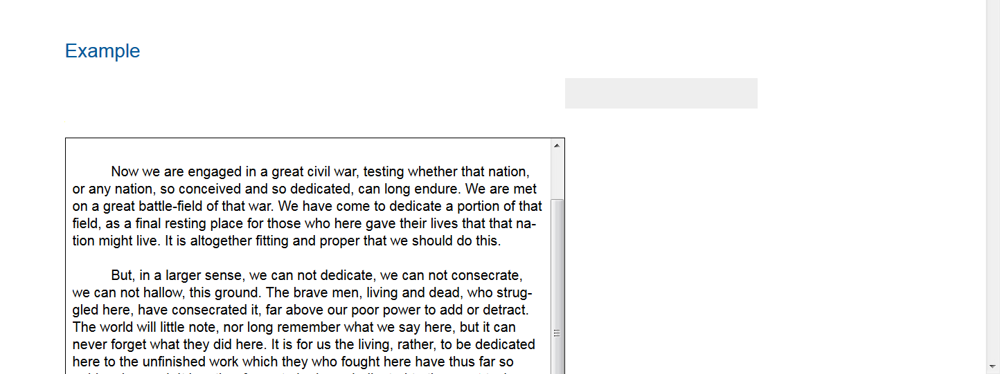 Example
Now we are engaged in a great civil war, testing whether that nation,
or any nation, so conceived and so dedicated, can long endure. We are met
on a great battle-field of that war. We have come to dedicate a portion of that
field, as a final resting place for those who here gave their lives that that na-
tion might live. It is altogether fitting and proper that we should do this.
But, in a larger sense, we can not dedicate, we can not consecrate,
we can not hallow, this ground. The brave men, living and dead, who strug-
gled here, have consecrated it, far above our poor power to add or detract.
The world will little note, nor long remember what we say here, but it can
never forget what they did here. It is for us the living, rather, to be dedicated
here to the unfinished work which they who fought here have thus far so